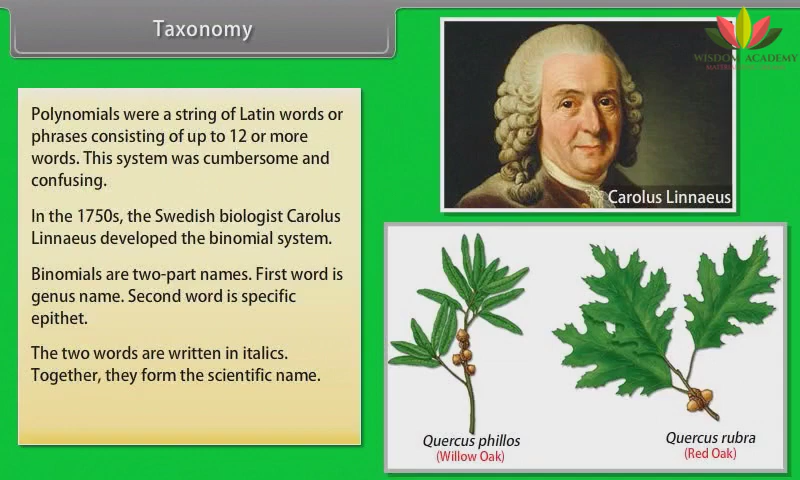 Taxonomy
WISDOM ACADEMY
Polynomials were a string of Latin words or
phrases consisting of up to 12 or more
words. This system was cumbersome and
confusing.
In the 1750s, the Swedish biologist Carolus
Linnaeus developed the binomial system.
Binomials are two-part names. First word is
genus name. Second word is specific
epithet.
The two words are written in italics.
Together, they form the scientific name.
Carolus Linnaeus
Quercus phillos
(Willow Oak)
Quercus rubra
(Red Oak)